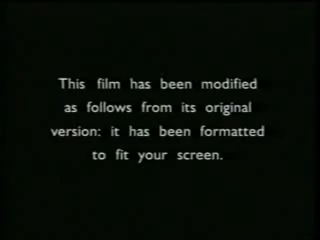 This film has been modified
as follows from its original
version: it has been formatted
to fit your screen.